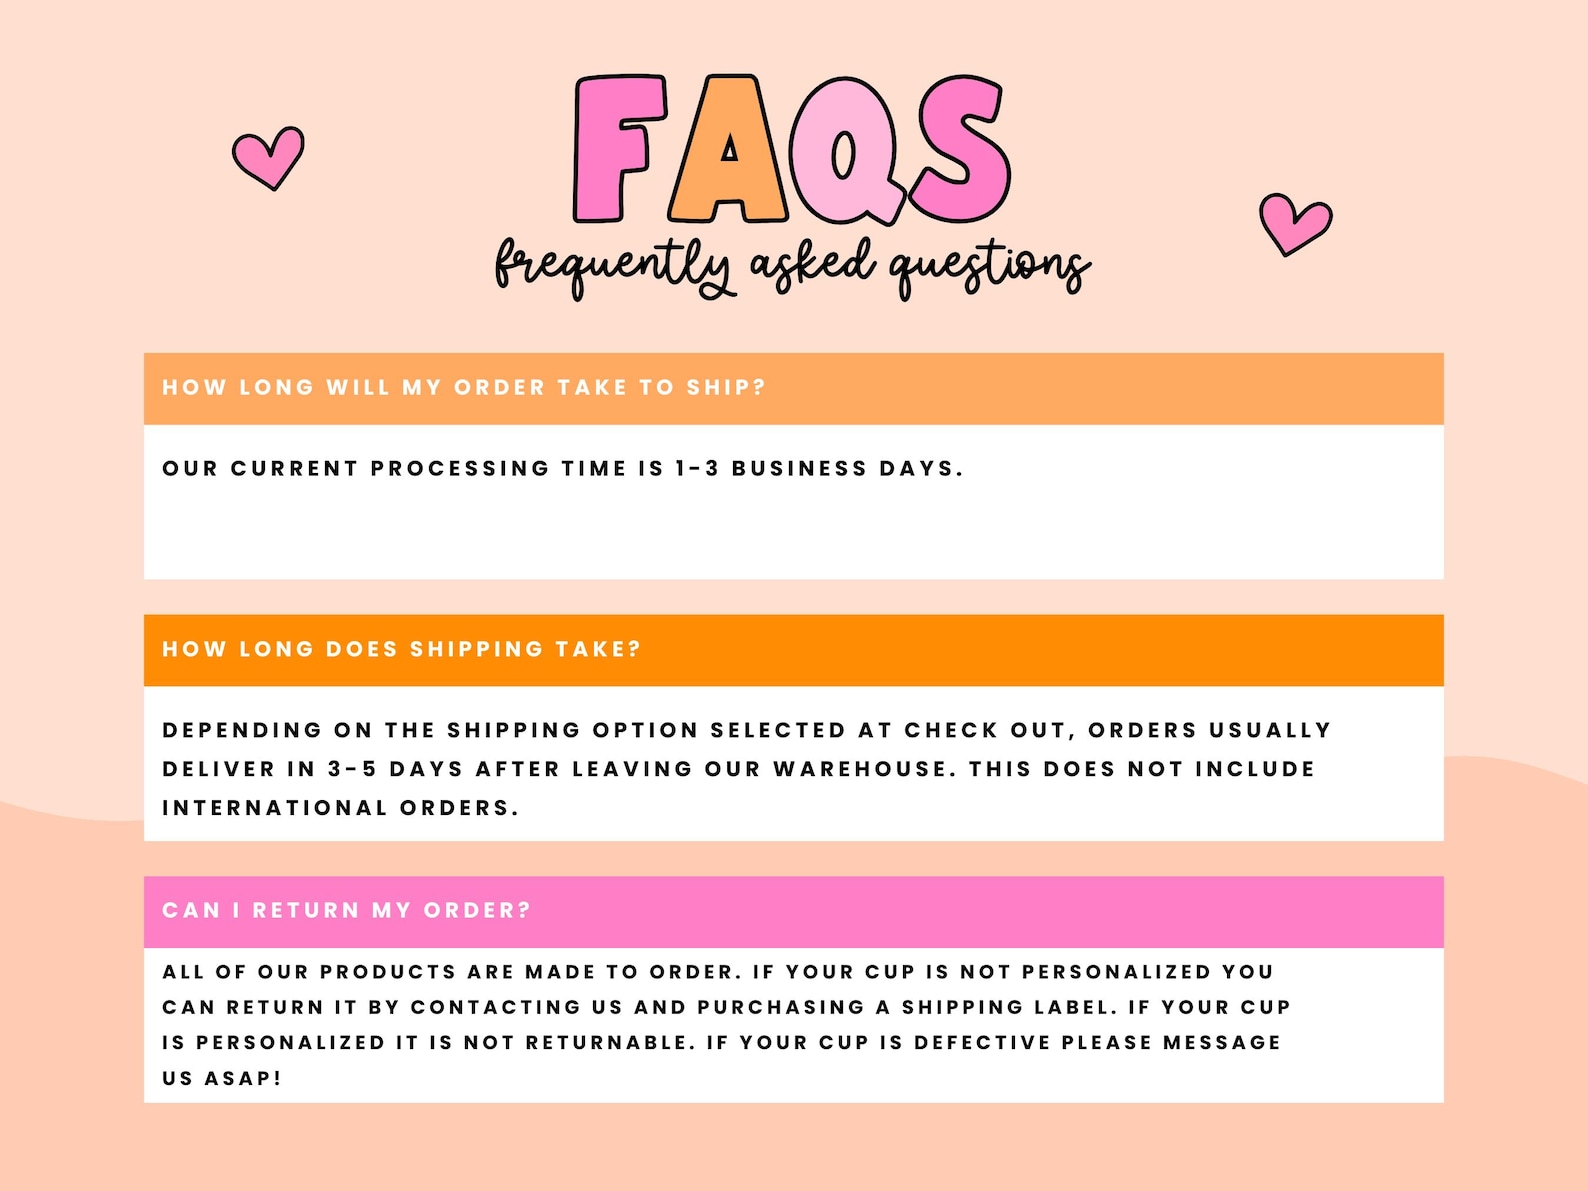 FAQS
frequently asked questions
HOW LONG WILL MY ORDER TAKE TO SHIP?
OUR CURRENT PROCESSING TIME IS 1-3 BUSINESS DAYS.
HOW LONG DOES SHIPPING TAKE?
DEPENDING ON THE SHIPPING OPTION SELECTED AT CHECK OUT, ORDERS USUALLY
DELIVER IN 3-5 DAYS AFTER LEAVING OUR WAREHOUSE. THIS DOES NOT INCLUDE
INTERNATIONAL ORDERS.
CAN I RETURN MY ORDER?
ALL OF OUR PRODUCTS ARE MADE TO ORDER. IF YOUR CUP IS NOT PERSONALIZED YOU
CAN RETURN IT BY CONTACTING US AND PURCHASING A SHIPPING LABEL. IF YOUR CUP
IS PERSONALIZED IT IS NOT RETURNABLE. IF YOUR CUP IS DEFECTIVE PLEASE MESSAGE
US ASAP!